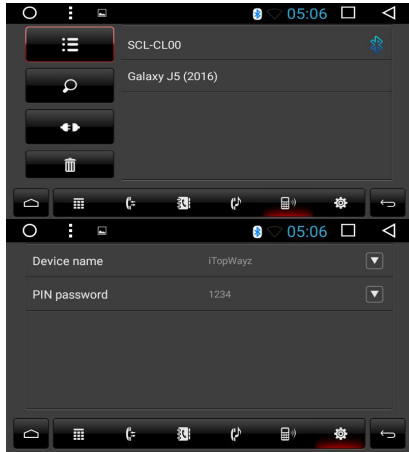 05:06
SCL-CL00
Galaxy J5 (2016)
05:06
Device name iTopWayz
PIN password 1234